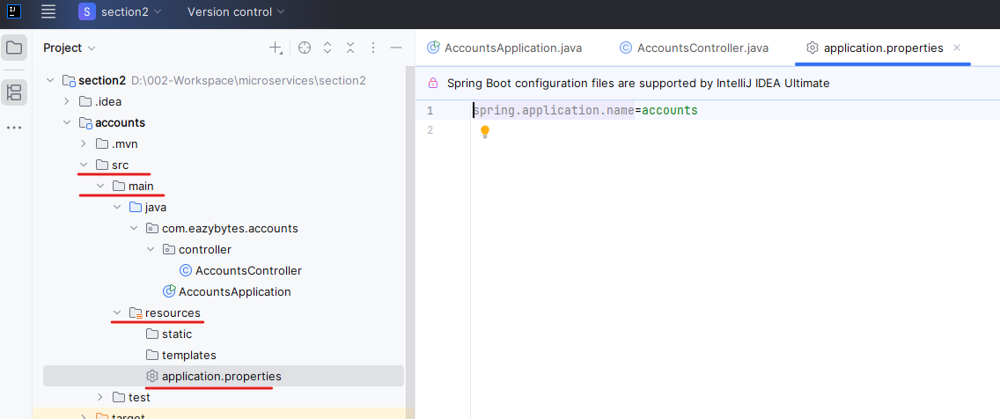 IJ
S section2 Version control
Project
AccountsApplication.java
AccountsController.java
application.properties
section2 D:\002-Workspace\microservices\section2
.idea
accounts
.mvn
src
main
java
com.eazybytes.accounts
controller
AccountsController
AccountsApplication
resources
static
templates
application.properties
test
target
Spring Boot configuration files are supported by IntelliJ IDEA Ultimate
1 spring.application.name=accounts
2